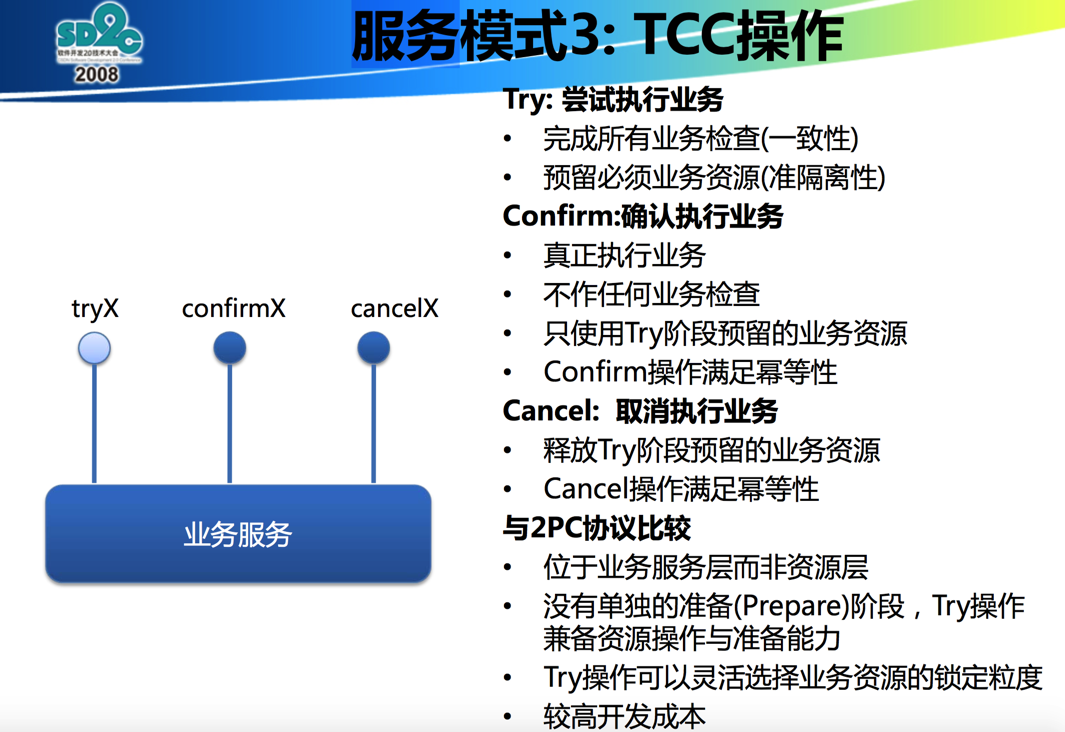 SD2C
软件开发2.0技术大会
2008
服务模式3: TCC操作
Try: 尝试执行业务
• 完成所有业务检查(一致性)
• 预留必须业务资源(准隔离性)
Confirm:确认执行业务
• 真正执行业务
• 不作任何业务检查
• 只使用Try阶段预留的业务资源
• Confirm操作满足幂等性
Cancel: 取消执行业务
• 释放Try阶段预留的业务资源
• Cancel操作满足幂等性
与2PC协议比较
• 位于业务服务层而非资源层
• 没有单独的准备(Prepare)阶段，Try操作
兼备资源操作与准备能力
• Try操作可以灵活选择业务资源的锁定粒度
• 较高开发成本
tryX confirmX cancelX
业务服务